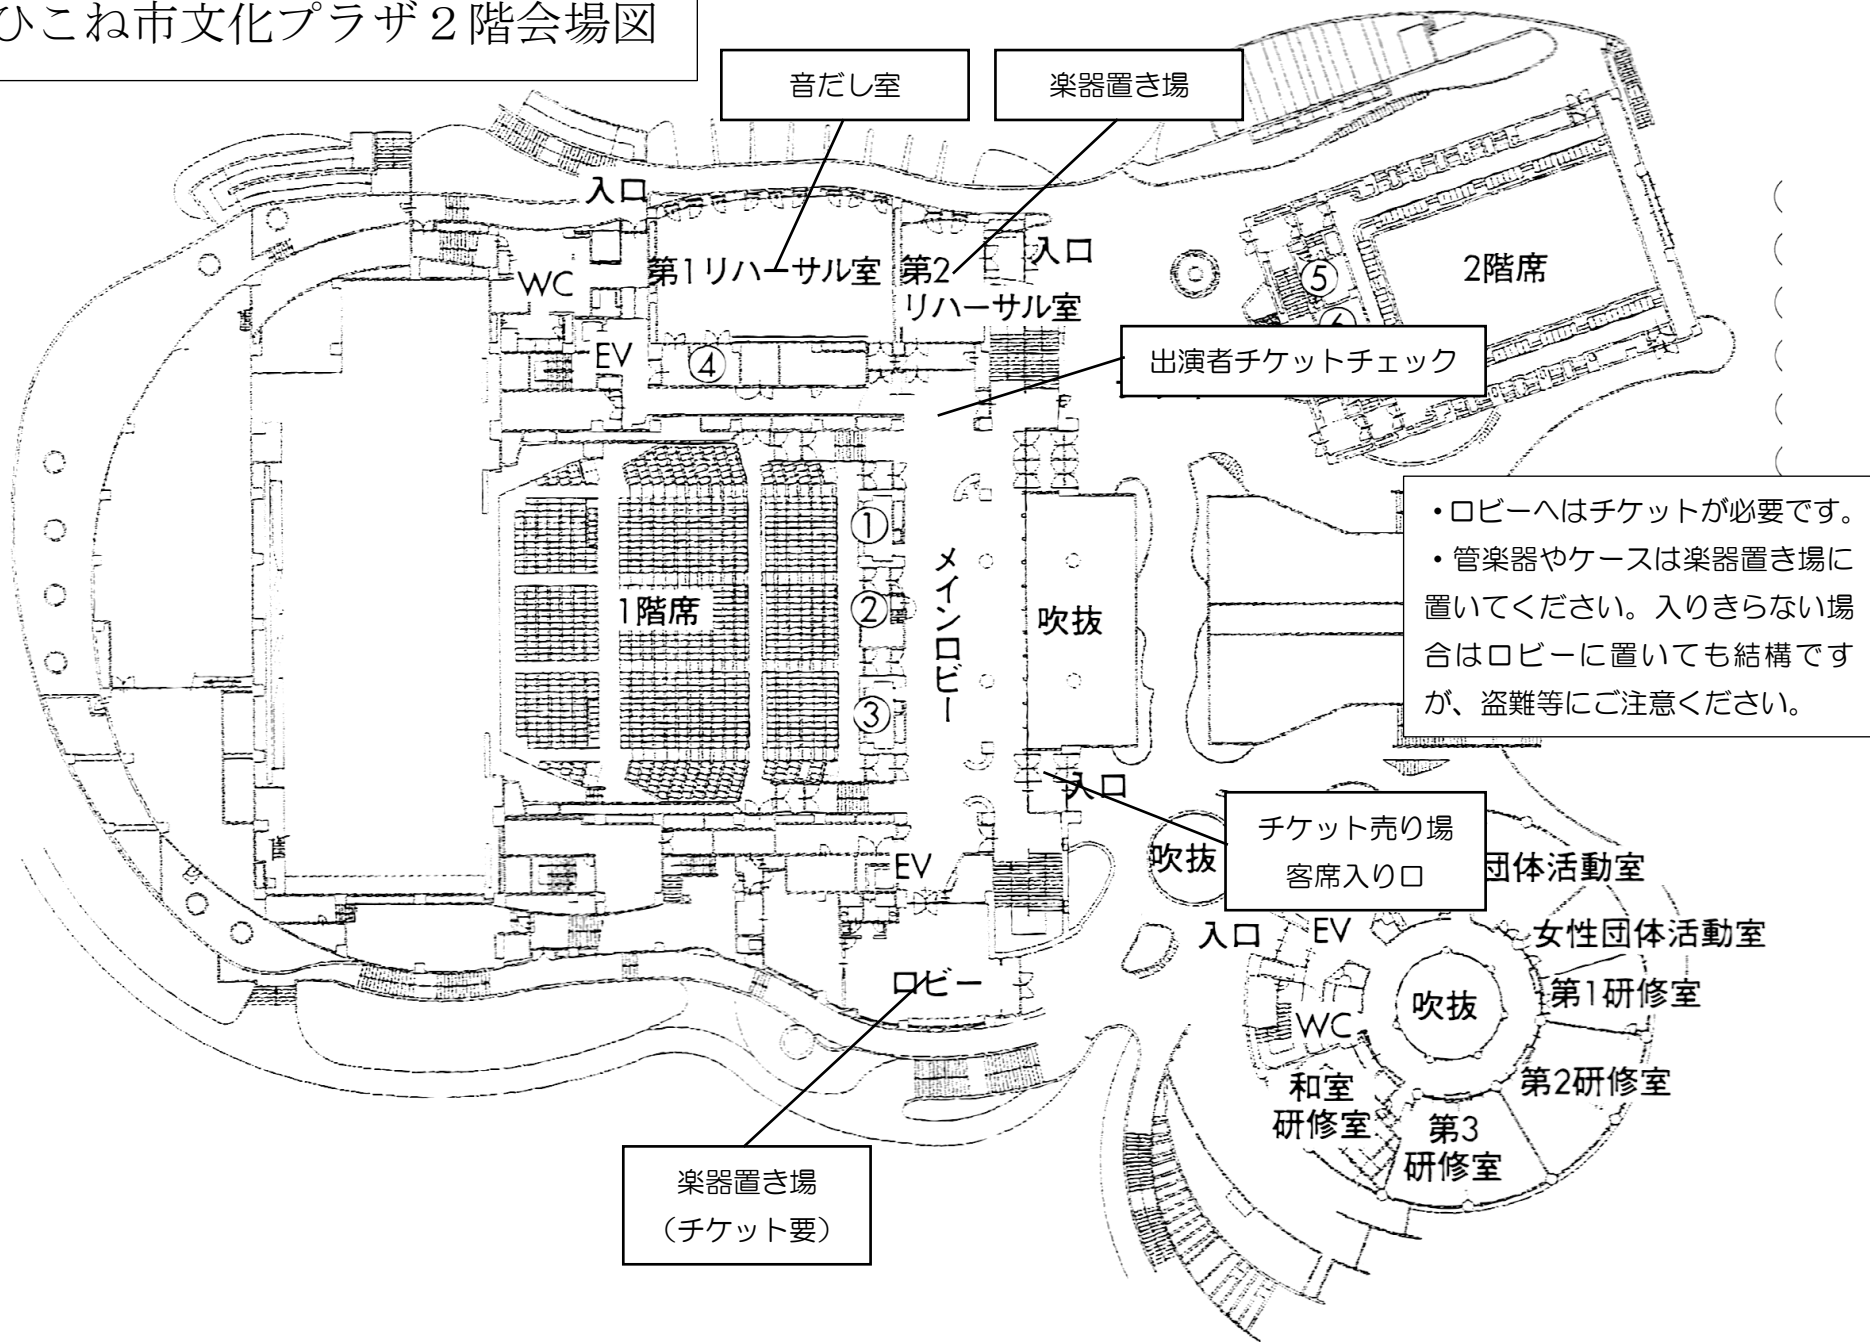 ひこね市文化プラザ２階会場図
音だし室
楽器置き場
入口
入口
第1リハーサル室
第2
リハーサル室
WC
EV
④
⑤
2階席
出演者チケットチェック
①
②
③
1階席
メインロビー
吹抜
・ロビーへはチケットが必要です。
・管楽器やケースは楽器置き場に
置いてください。入りきらない場
合はロビーに置いても結構です
が、盗難等にご注意ください。
入口
チケット売り場
客席入り口
EV
吹抜
団体活動室
入口
EV
女性団体活動室
ロビー
第1研修室
吹抜
WC
第2研修室
和室
研修室
第3
研修室
楽器置き場
（チケット要）